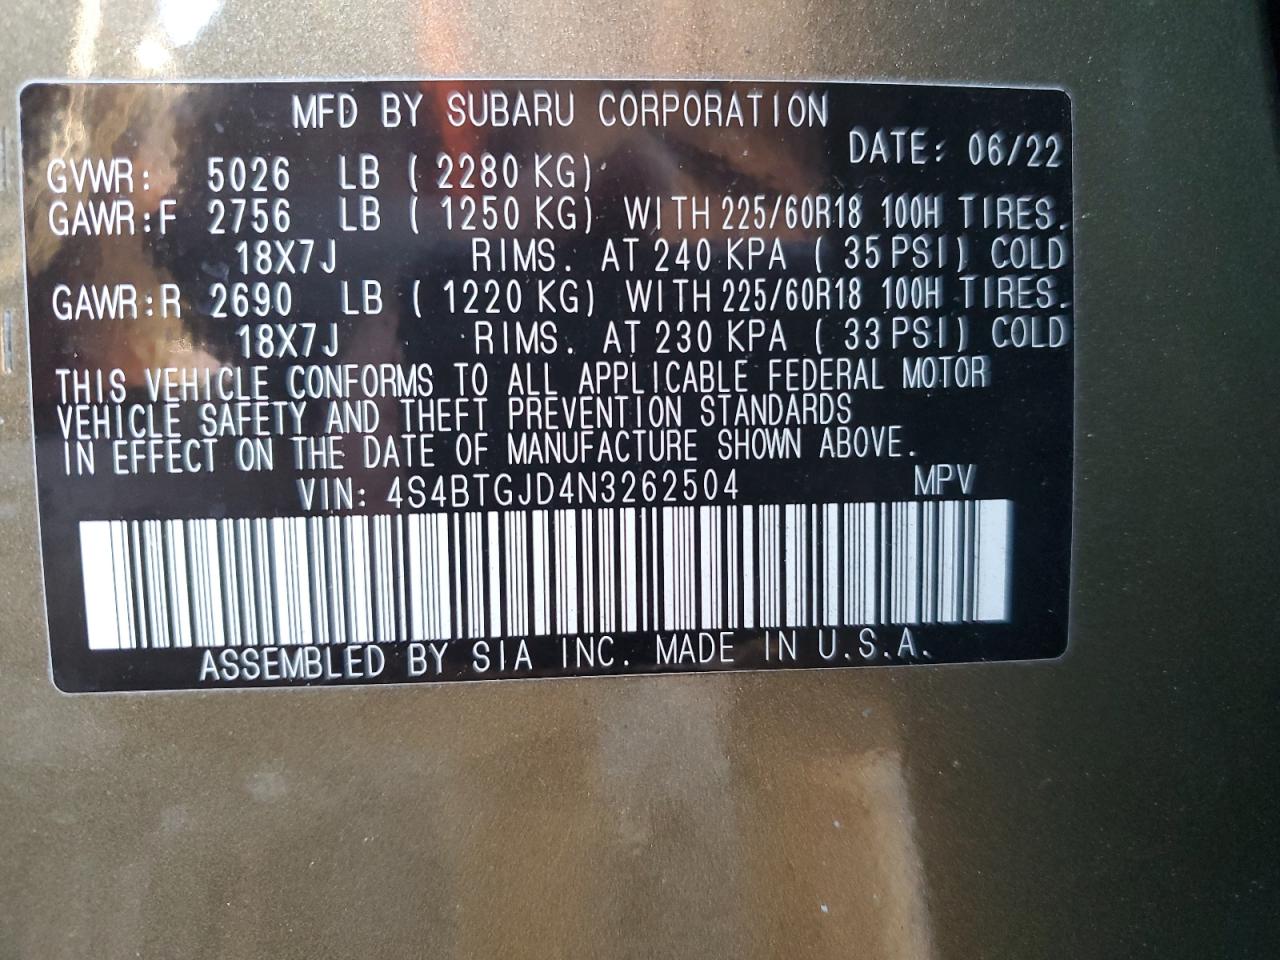 MFD BY SUBARU CORPORATION
DATE: 06/22
GVWR: 5026 LB ( 2280 KG)
GAWR:F 2756 LB ( 1250 KG) WITH 225/60R18 100H TIRES.
18X7J RIMS. AT 240 KPA ( 35 PSI) COLD
GAWR:R 2690 LB ( 1220 KG) WITH 225/60R18 100H TIRES.
18X7J RIMS. AT 230 KPA ( 33 PSI) COLD
THIS VEHICLE CONFORMS TO ALL APPLICABLE FEDERAL MOTOR
VEHICLE SAFETY AND THEFT PREVENTION STANDARDS
IN EFFECT ON THE DATE OF MANUFACTURE SHOWN ABOVE.
VIN: 4S4BTGJD4N3262504 MPV
ASSEMBLED BY SIA INC. MADE IN U.S.A.